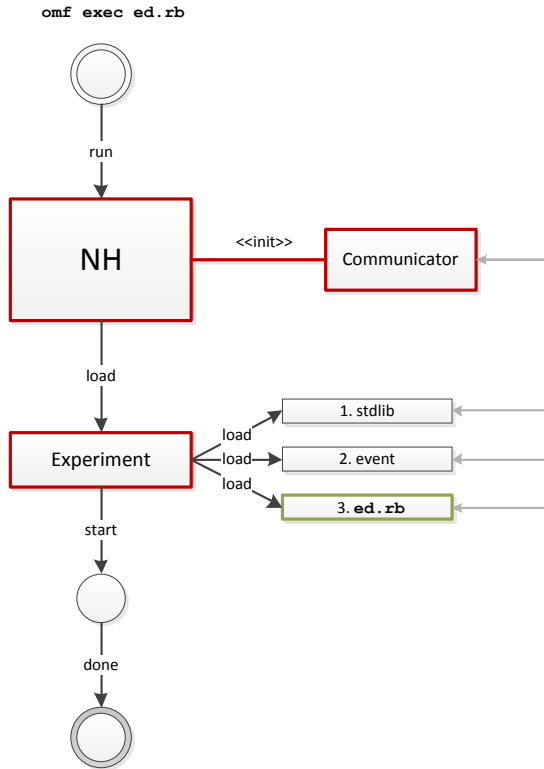 omf exec ed.rb
run
NH
<<init>>
Communicator
load
Experiment
load
load
load
1. stdlib
2. event
3. ed.rb
start
done